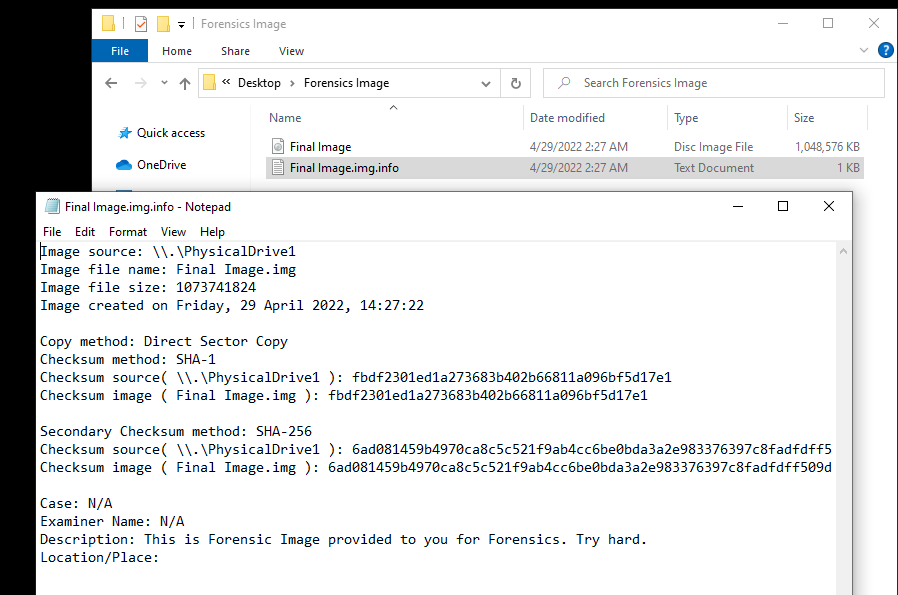 Forensics Image
File Home Share View
« Desktop › Forensics Image Search Forensics Image
Name Date modified Type Size
Quick access
Final Image 4/29/2022 2:27 AM Disc Image File 1,048,576 KB
OneDrive
Final Image.img.info 4/29/2022 2:27 AM Text Document 1 KB
Final Image.img.info - Notepad
File Edit Format View Help
Image source: \\.\PhysicalDrive1
Image file name: Final Image.img
Image file size: 1073741824
Image created on Friday, 29 April 2022, 14:27:22
Copy method: Direct Sector Copy
Checksum method: SHA-1
Checksum source( \\.\PhysicalDrive1 ): fbdf2301ed1a273683b402b66811a096bf5d17e1
Checksum image ( Final Image.img ): fbdf2301ed1a273683b402b66811a096bf5d17e1
Secondary Checksum method: SHA-256
Checksum source( \\.\PhysicalDrive1 ): 6ad081459b4970ca8c5c521f9ab4cc6be0bda3a2e983376397c8fadfdff5
Checksum image ( Final Image.img ): 6ad081459b4970ca8c5c521f9ab4cc6be0bda3a2e983376397c8fadfdff509d
Case: N/A
Examiner Name: N/A
Description: This is Forensic Image provided to you for Forensics. Try hard.
Location/Place: